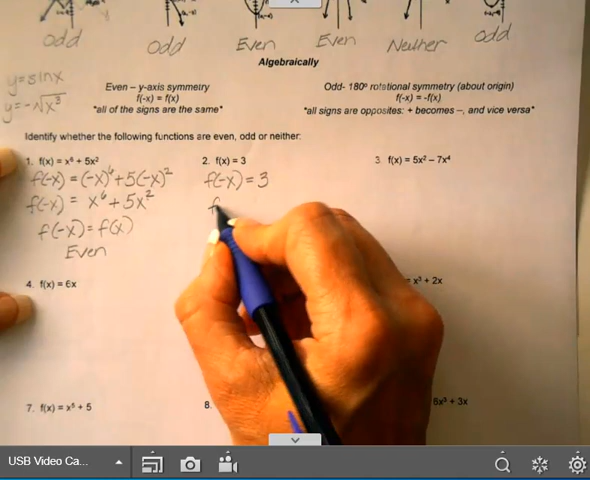 odd odd Even Even Neither odd
Algebraically
y=sinx
y=-√x³
Even – y-axis symmetry
f(-x) = f(x)
*all of the signs are the same*
Odd- 180° rotational symmetry (about origin)
f(-x) = -f(x)
*all signs are opposites: + becomes –, and vice versa*
Identify whether the following functions are even, odd or neither:
1. f(x) = x⁶ + 5x²
f(-x) = (-x)⁶ + 5(-x)²
f(-x) = x⁶ + 5x²
f(-x) = f(x)
Even
2. f(x) = 3
f(-x) = 3
f
3. f(x) = 5x² – 7x⁴
4. f(x) = 6x
= x³ + 2x
7. f(x) = x⁵ + 5
8.
+ 3x
USB Video Ca...